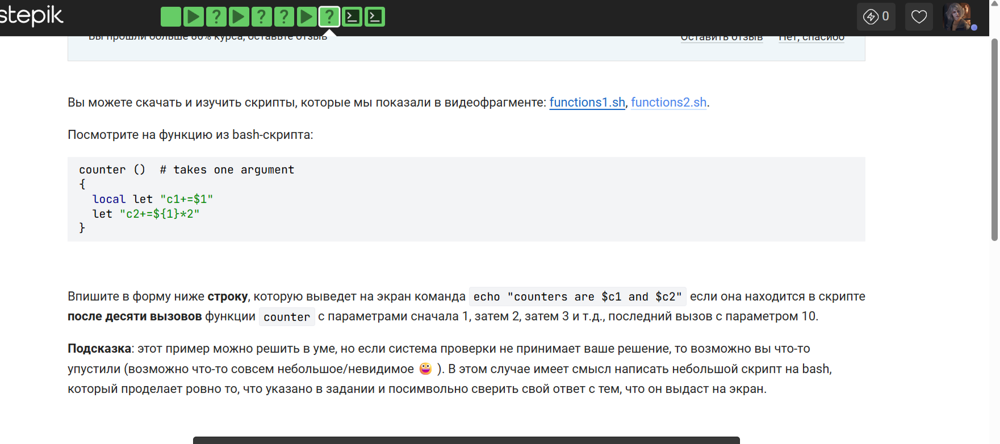 stepik
? ? ? ?
0
Вы прошли больше 80% курса, оставьте отзыв Оставить отзыв Нет, спасибо
Вы можете скачать и изучить скрипты, которые мы показали в видеофрагменте: functions1.sh, functions2.sh.
Посмотрите на функцию из bash-скрипта:
counter ()  # takes one argument
{
  local let "c1+=$1"
  let "c2+=${1}*2"
}
Впишите в форму ниже строку, которую выведет на экран команда echo "counters are $c1 and $c2" если она находится в скрипте
после десяти вызовов функции counter с параметрами сначала 1, затем 2, затем 3 и т.д., последний вызов с параметром 10.
Подсказка: этот пример можно решить в уме, но если система проверки не принимает ваше решение, то возможно вы что-то
упустили (возможно что-то совсем небольшое/невидимое 😀 ). В этом случае имеет смысл написать небольшой скрипт на bash,
который проделает ровно то, что указано в задании и посимвольно сверить свой ответ с тем, что он выдаст на экран.